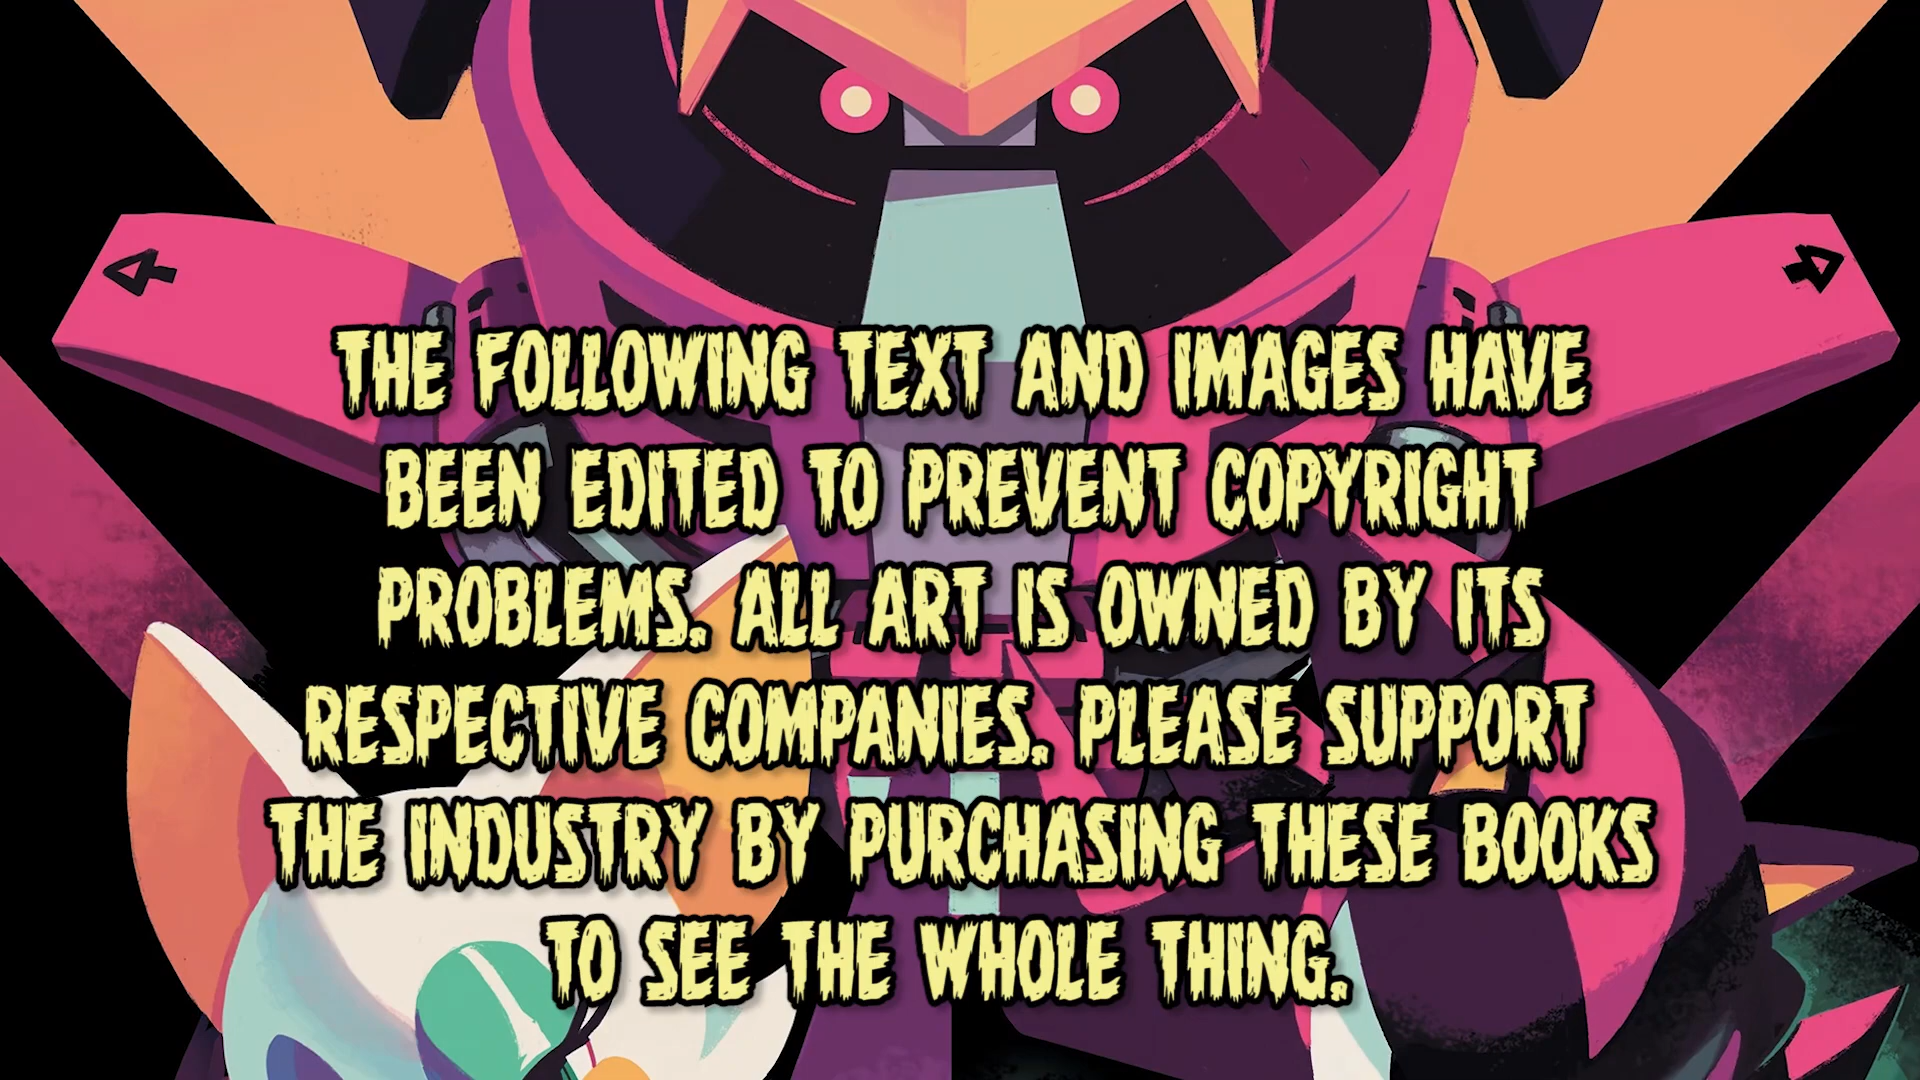 THE FOLLOWING TEXT AND IMAGES HAVE
BEEN EDITED TO PREVENT COPYRIGHT
PROBLEMS. ALL ART IS OWNED BY ITS
RESPECTIVE COMPANIES. PLEASE SUPPORT
THE INDUSTRY BY PURCHASING THESE BOOKS
TO SEE THE WHOLE THING.